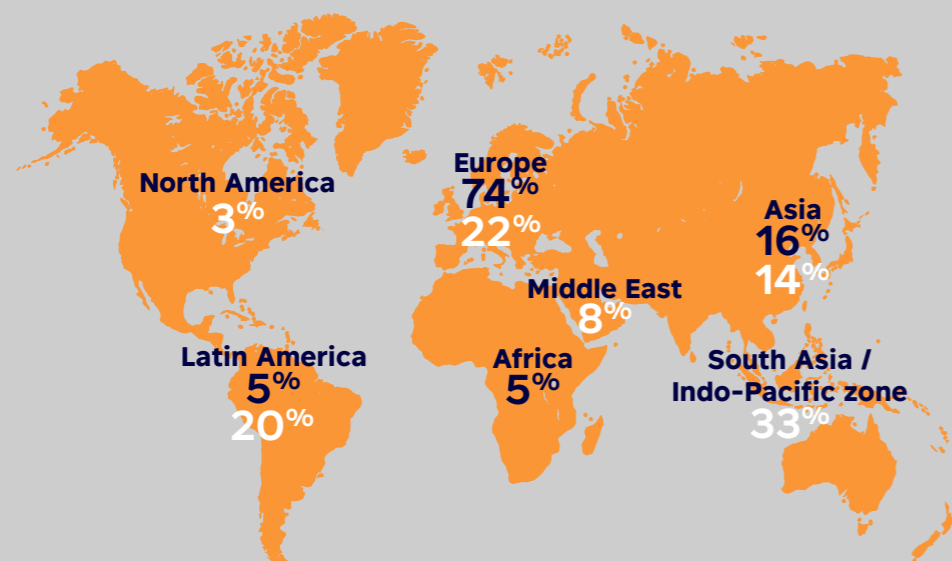 North America
3%
Europe
74%
22%
Asia
16%
14%
Middle East
8%
Latin America
5%
20%
Africa
5%
South Asia /
Indo-Pacific zone
33%